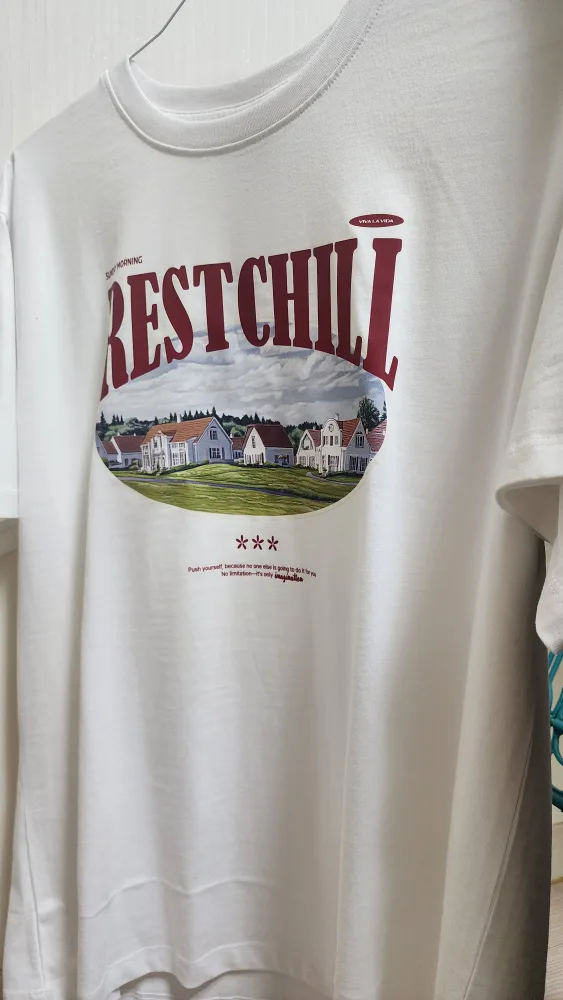 VIVA LA VIDA
SUNDAY MORNING
RESTCHILL
***
Push yourself, because no one else is going to do it for you
No limitation—it's only imagination